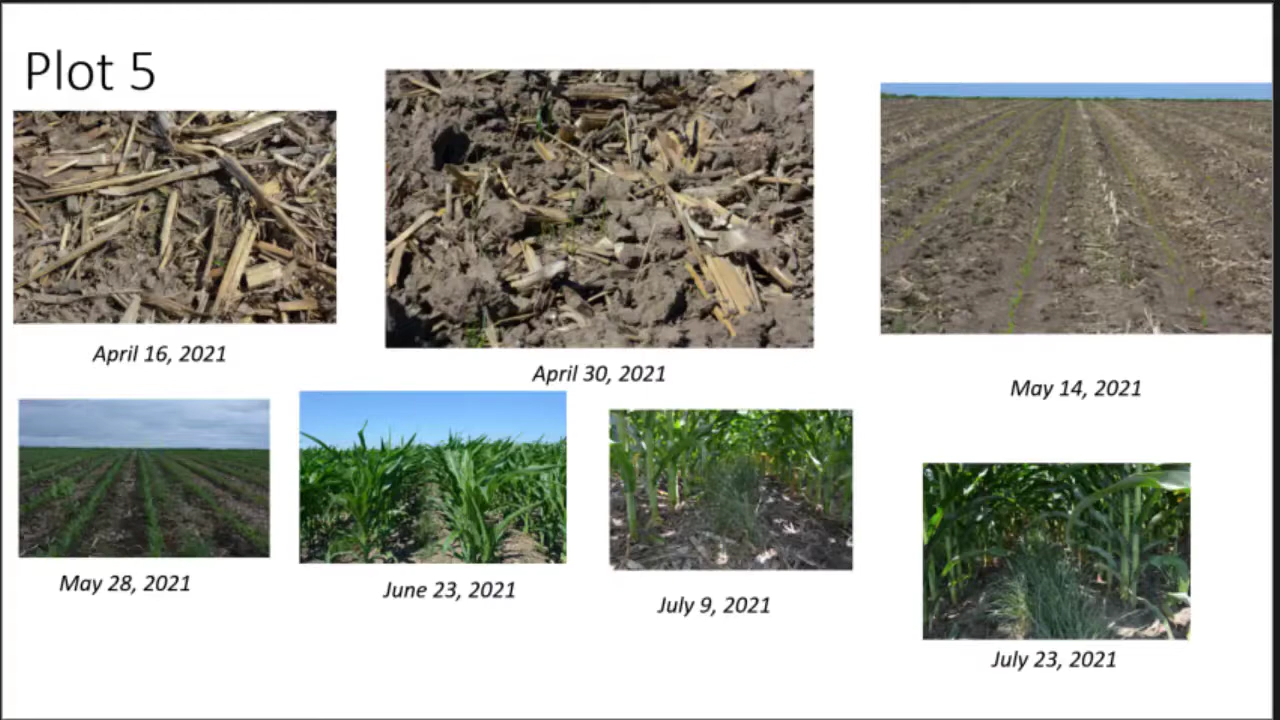 Plot 5
April 16, 2021
April 30, 2021
May 14, 2021
May 28, 2021
June 23, 2021
July 9, 2021
July 23, 2021